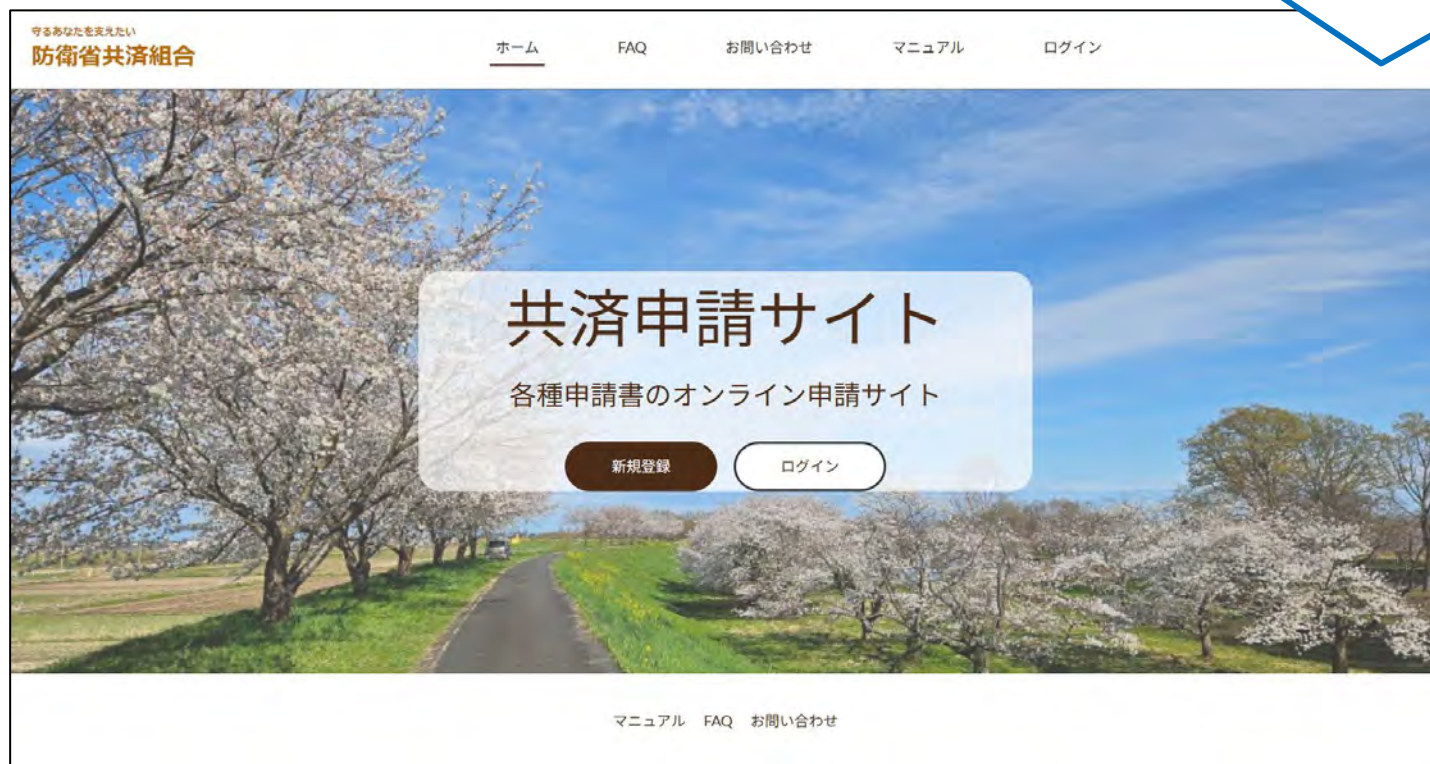 守るあなたを支えたい
防衛省共済組合
ホーム FAQ お問い合わせ マニュアル ログイン
共済申請サイト
各種申請書のオンライン申請サイト
新規登録 ログイン
マニュアル FAQ お問い合わせ